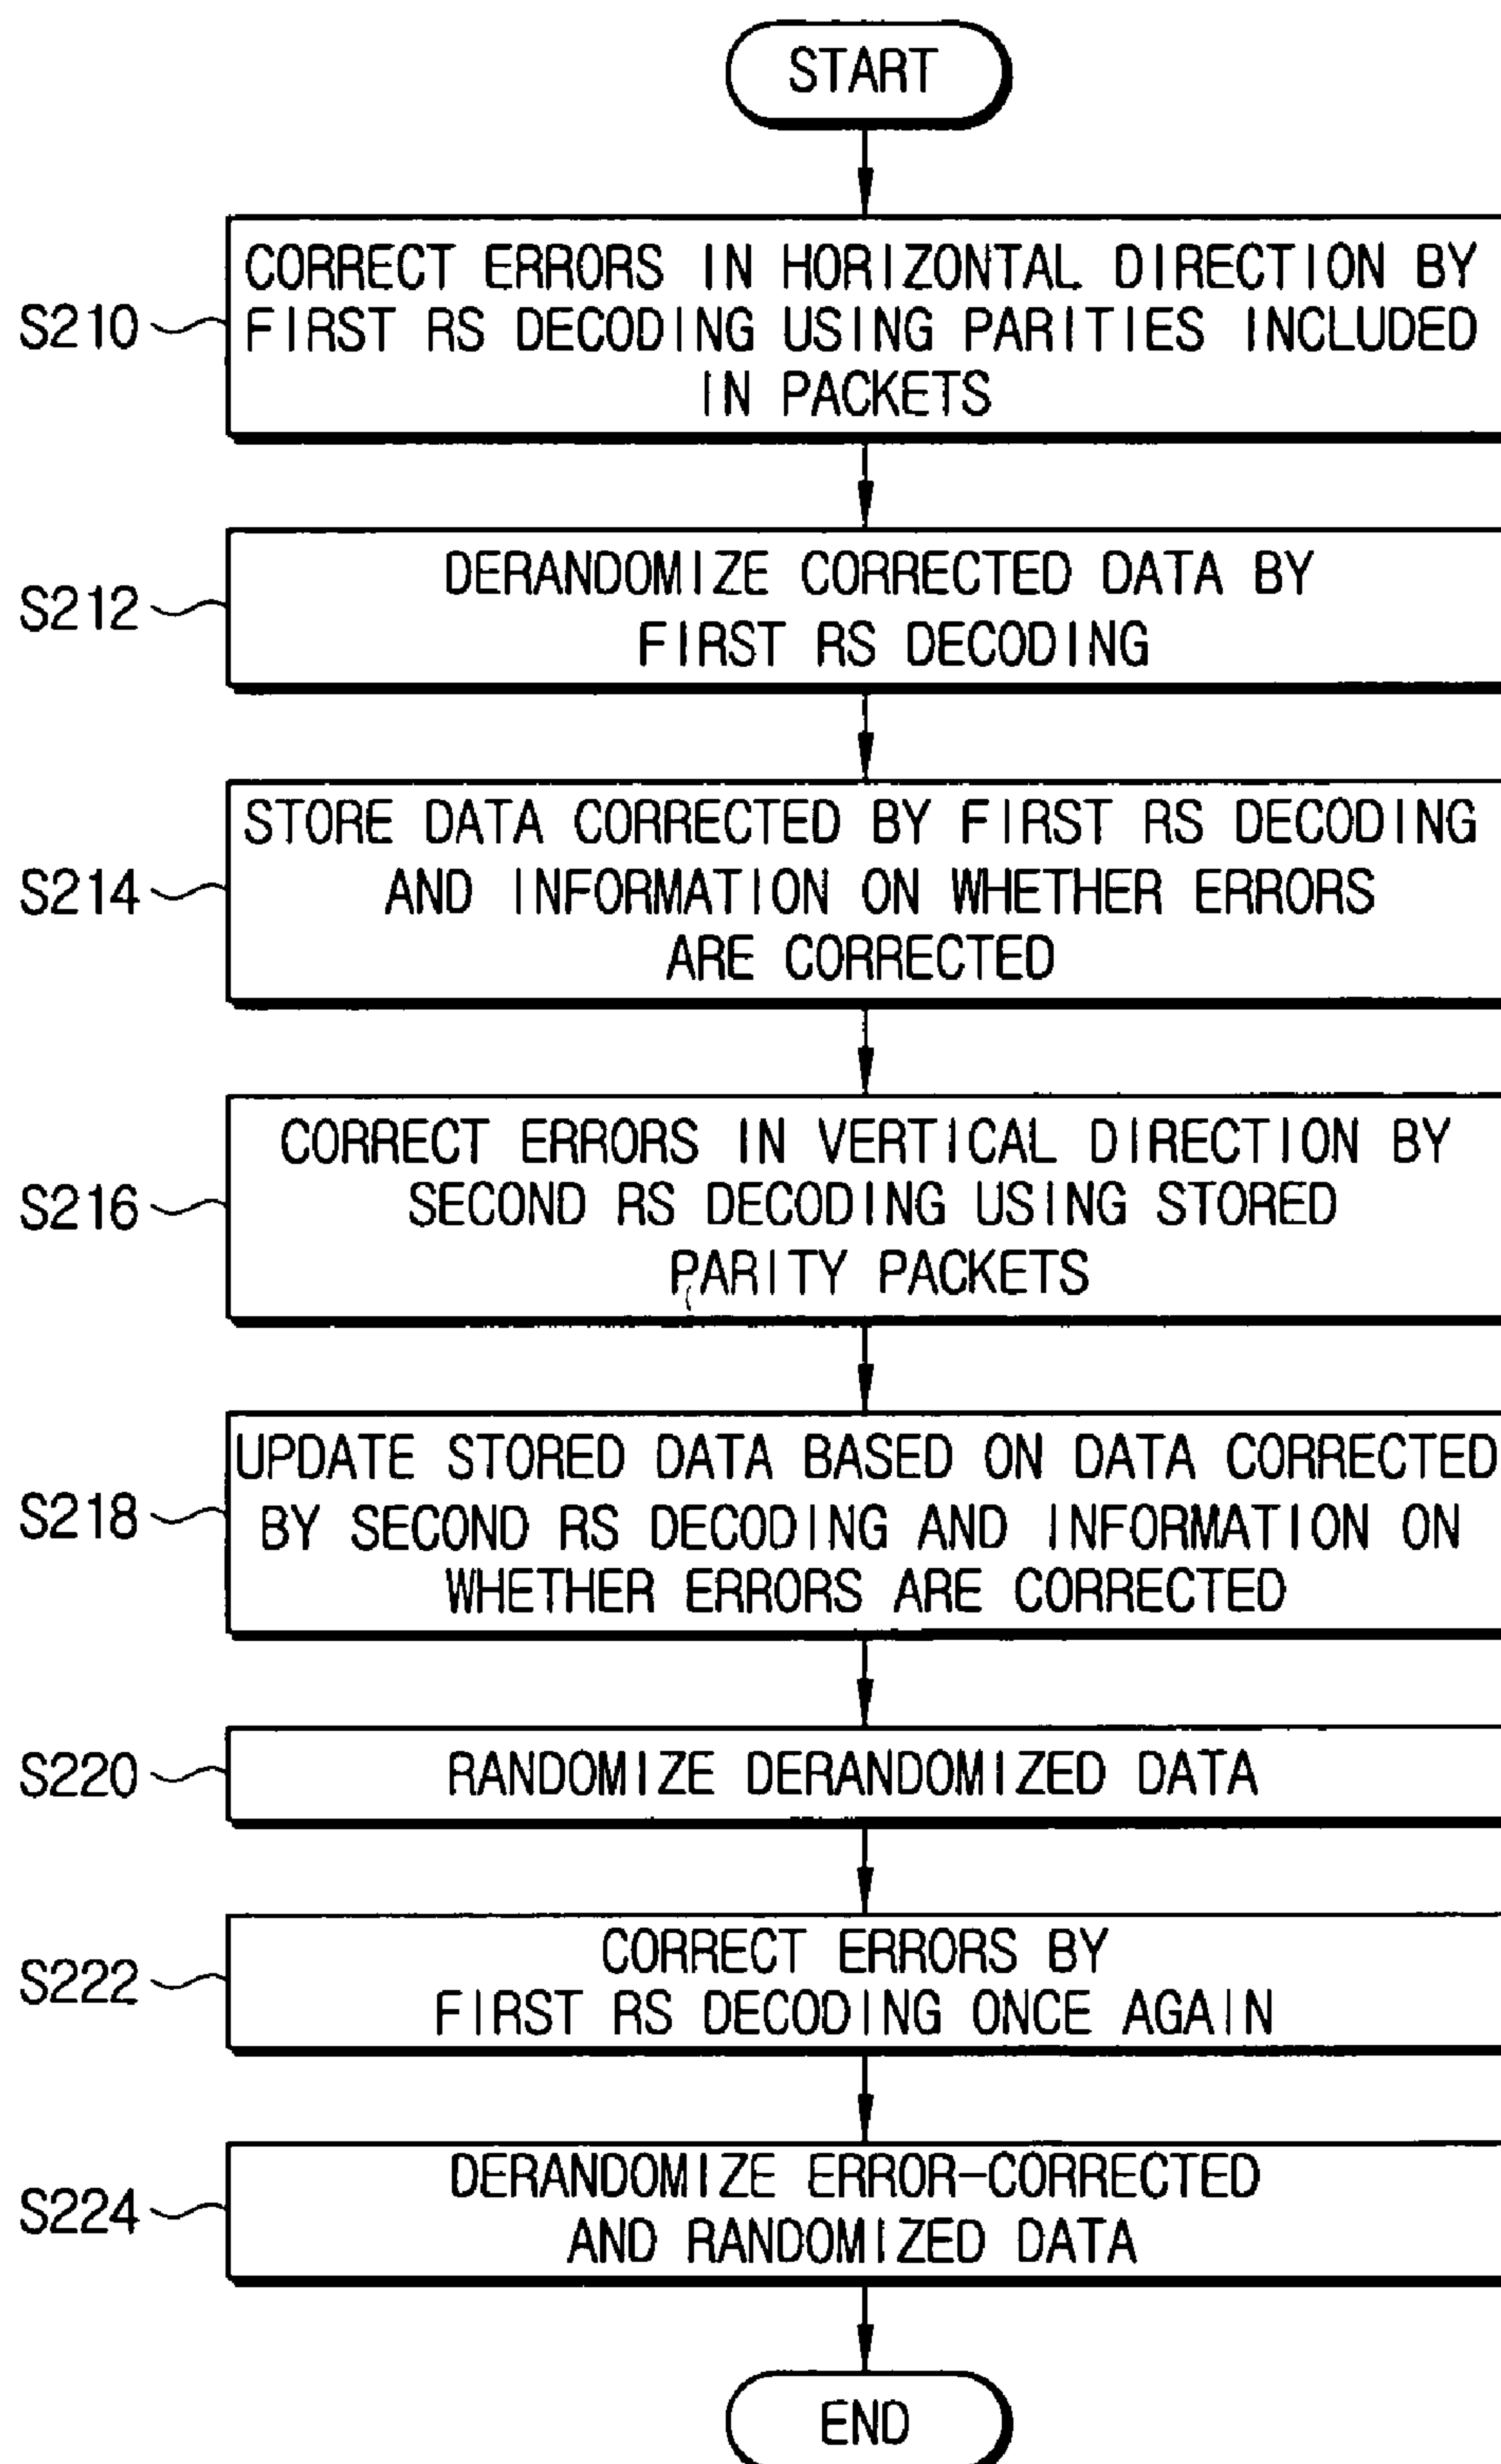 START
S210
CORRECT ERRORS IN HORIZONTAL DIRECTION BY
FIRST RS DECODING USING PARITIES INCLUDED
IN PACKETS
S212
DERANDOMIZE CORRECTED DATA BY
FIRST RS DECODING
S214
STORE DATA CORRECTED BY FIRST RS DECODING
AND INFORMATION ON WHETHER ERRORS
ARE CORRECTED
S216
CORRECT ERRORS IN VERTICAL DIRECTION BY
SECOND RS DECODING USING STORED
PARITY PACKETS
S218
UPDATE STORED DATA BASED ON DATA CORRECTED
BY SECOND RS DECODING AND INFORMATION ON
WHETHER ERRORS ARE CORRECTED
S220
RANDOMIZE DERANDOMIZED DATA
S222
CORRECT ERRORS BY
FIRST RS DECODING ONCE AGAIN
S224
DERANDOMIZE ERROR-CORRECTED
AND RANDOMIZED DATA
END